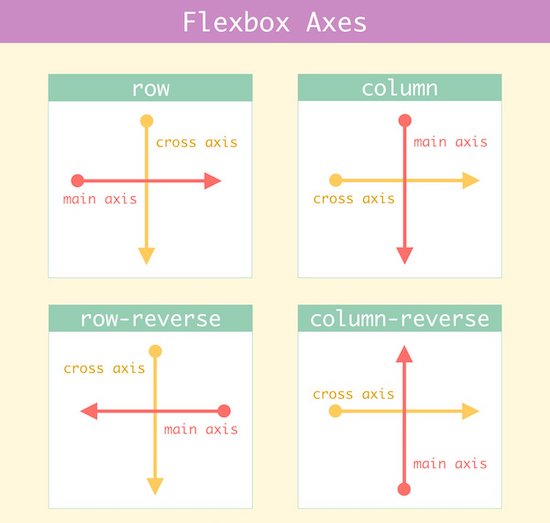 Flexbox Axes
row
cross axis
main axis
column
main axis
cross axis
row-reverse
cross axis
main axis
column-reverse
cross axis
main axis